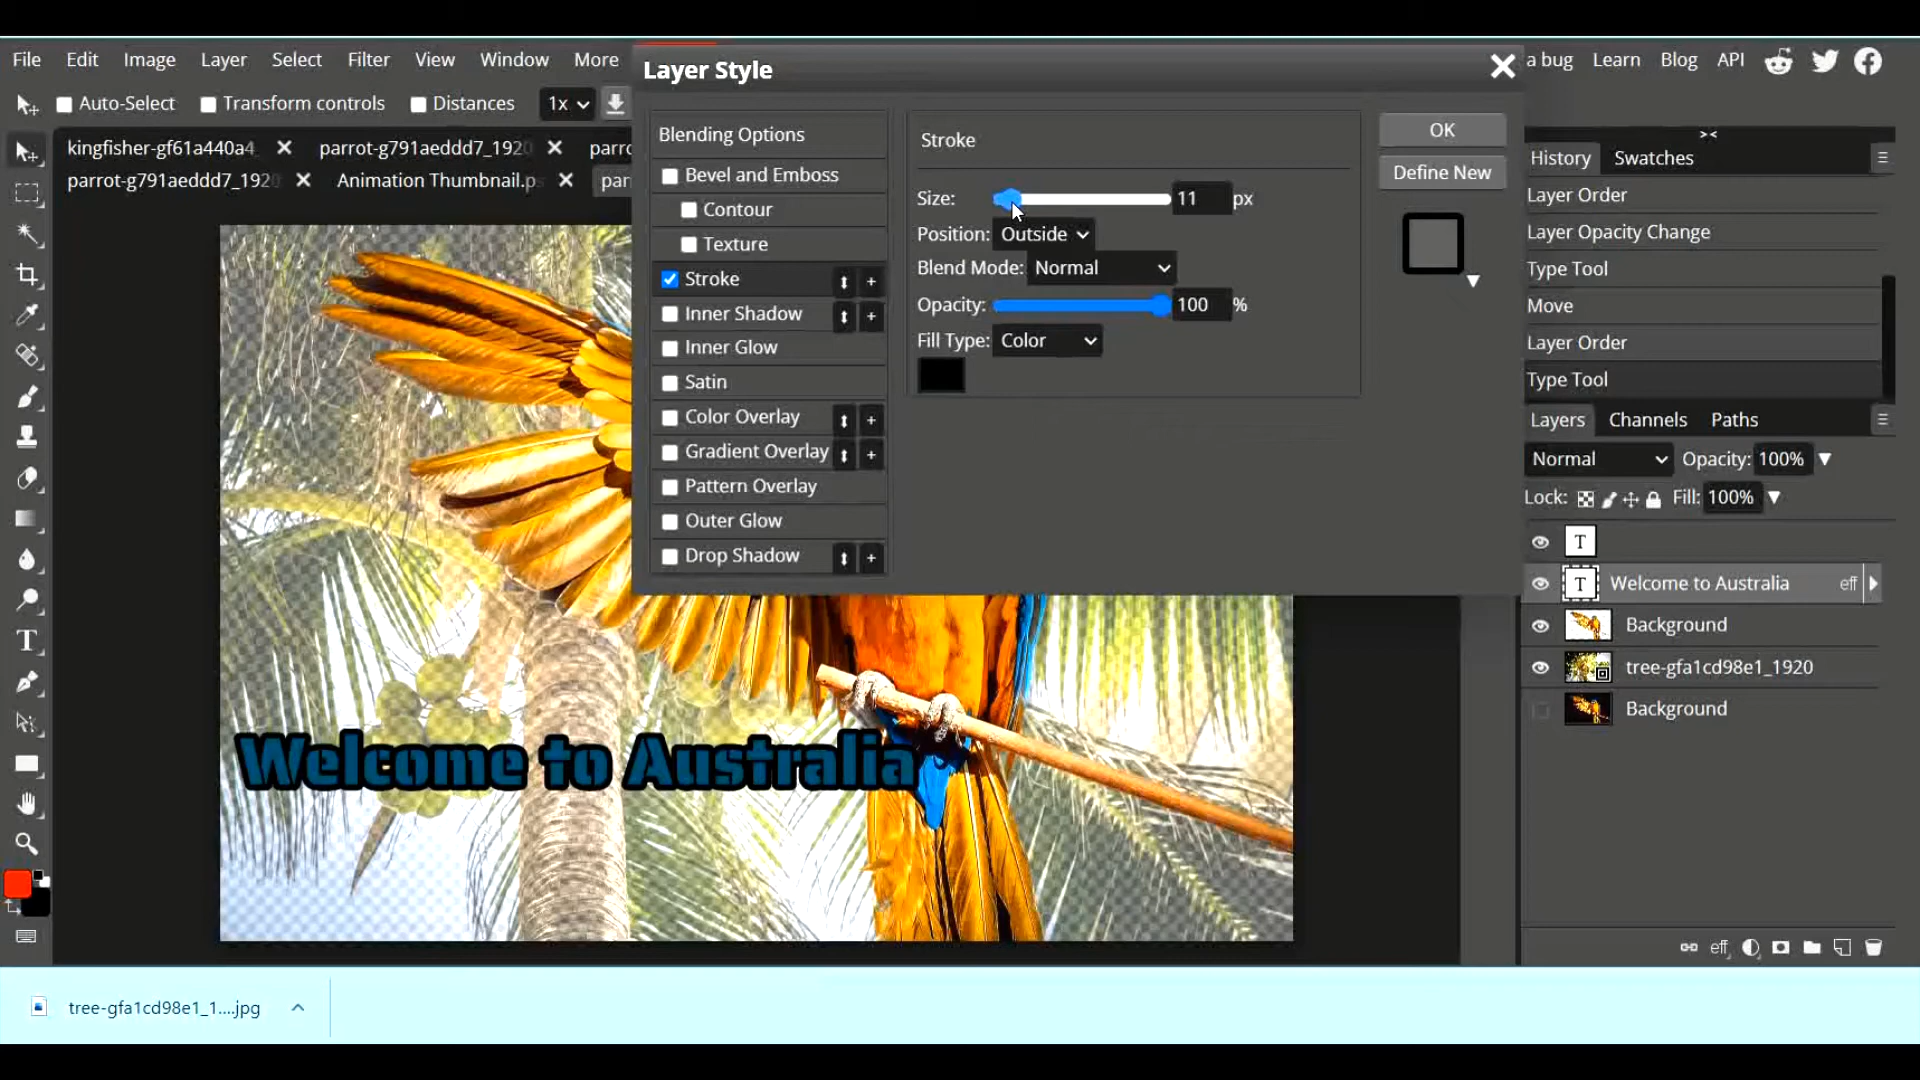 File Edit Image Layer Select Filter View Window More
Layer Style
a bug Learn Blog API
Auto-Select Transform controls Distances 1x
kingfisher-gf61a440a4 parrot-g791aeddd7_1920 parro
parrot-g791aeddd7_1920 Animation Thumbnail.ps par
Blending Options
Bevel and Emboss
Contour
Texture
Stroke
Inner Shadow
Inner Glow
Satin
Color Overlay
Gradient Overlay
Pattern Overlay
Outer Glow
Drop Shadow
Stroke
Size: 11 px
Position: Outside
Blend Mode: Normal
Opacity: 100 %
Fill Type: Color
OK
Define New
History Swatches
Layer Order
Layer Opacity Change
Type Tool
Move
Layer Order
Type Tool
Layers Channels Paths
Normal Opacity: 100%
Lock: Fill: 100%
T
T Welcome to Australia eff
Background
tree-gfa1cd98e1_1920
Background
eff
Welcome to Australia
tree-gfa1cd98e1_1....jpg